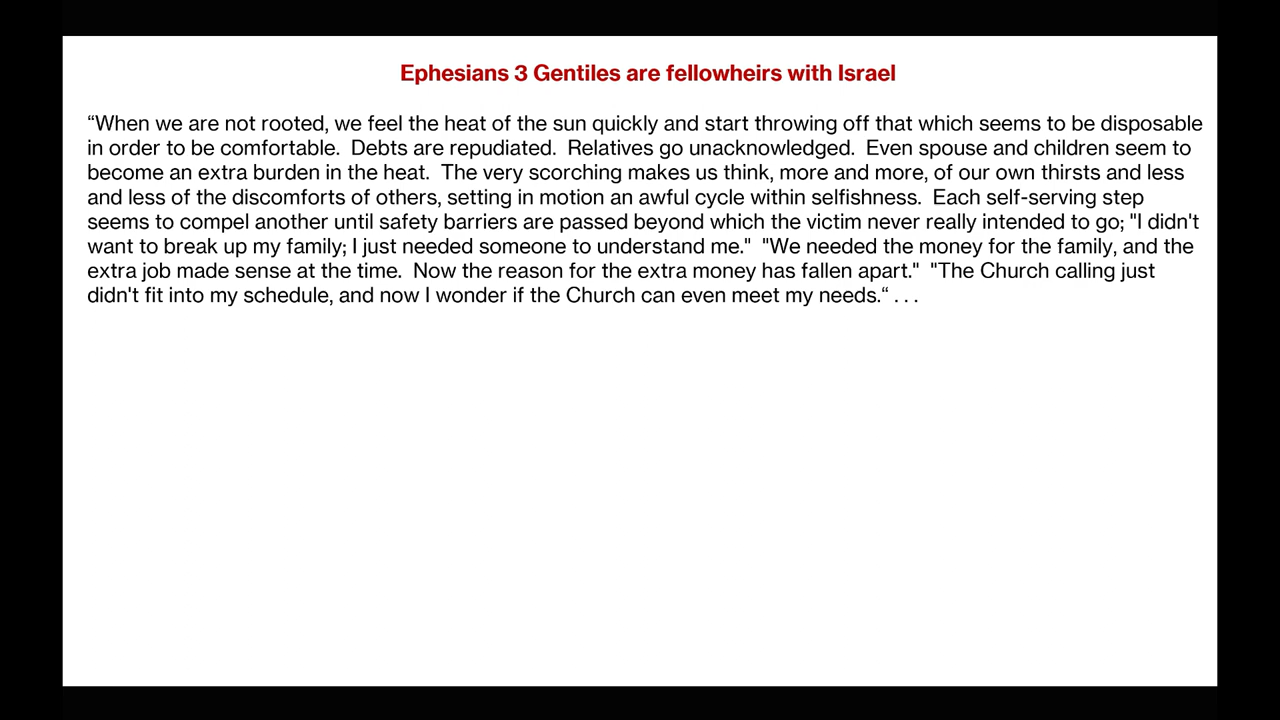 Ephesians 3 Gentiles are fellowheirs with Israel
“When we are not rooted, we feel the heat of the sun quickly and start throwing off that which seems to be disposable
in order to be comfortable.  Debts are repudiated.  Relatives go unacknowledged.  Even spouse and children seem to
become an extra burden in the heat.  The very scorching makes us think, more and more, of our own thirsts and less
and less of the discomforts of others, setting in motion an awful cycle within selfishness.  Each self-serving step
seems to compel another until safety barriers are passed beyond which the victim never really intended to go; "I didn't
want to break up my family; I just needed someone to understand me."  "We needed the money for the family, and the
extra job made sense at the time.  Now the reason for the extra money has fallen apart."  "The Church calling just
didn't fit into my schedule, and now I wonder if the Church can even meet my needs.“ . . .